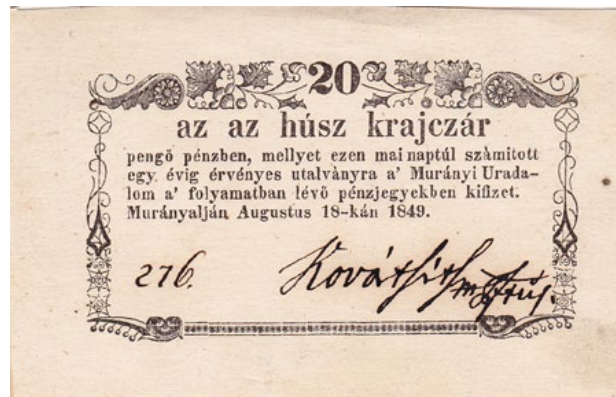 20
az az húsz krajczár
pengő pénzben, mellyet ezen mai naptúl számitott
egy évig érvényes utalványra a' Murányi Urada-
lom a' folyamatban lévő pénzjegyekben kifizet.
Murányalján Augustus 18-kán 1849.
276.